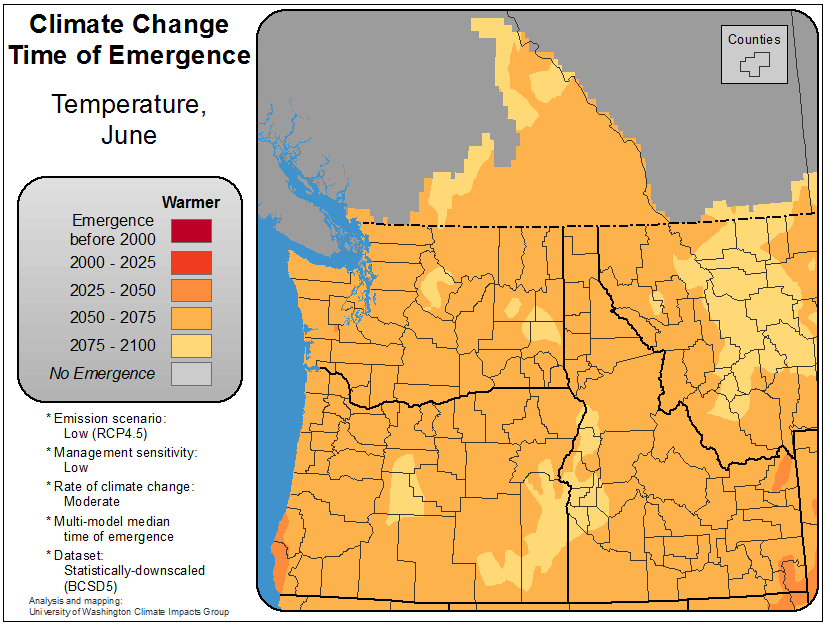 Climate Change
Time of Emergence
Temperature,
June
Counties
Warmer
Emergence
before 2000
2000 - 2025
2025 - 2050
2050 - 2075
2075 - 2100
No Emergence
* Emission scenario:
Low (RCP4.5)
* Management sensitivity:
Low
* Rate of climate change:
Moderate
* Multi-model median
time of emergence
* Dataset:
Statistically-downscaled
(BCSD5)
Analysis and mapping:
University of Washington Climate Impacts Group